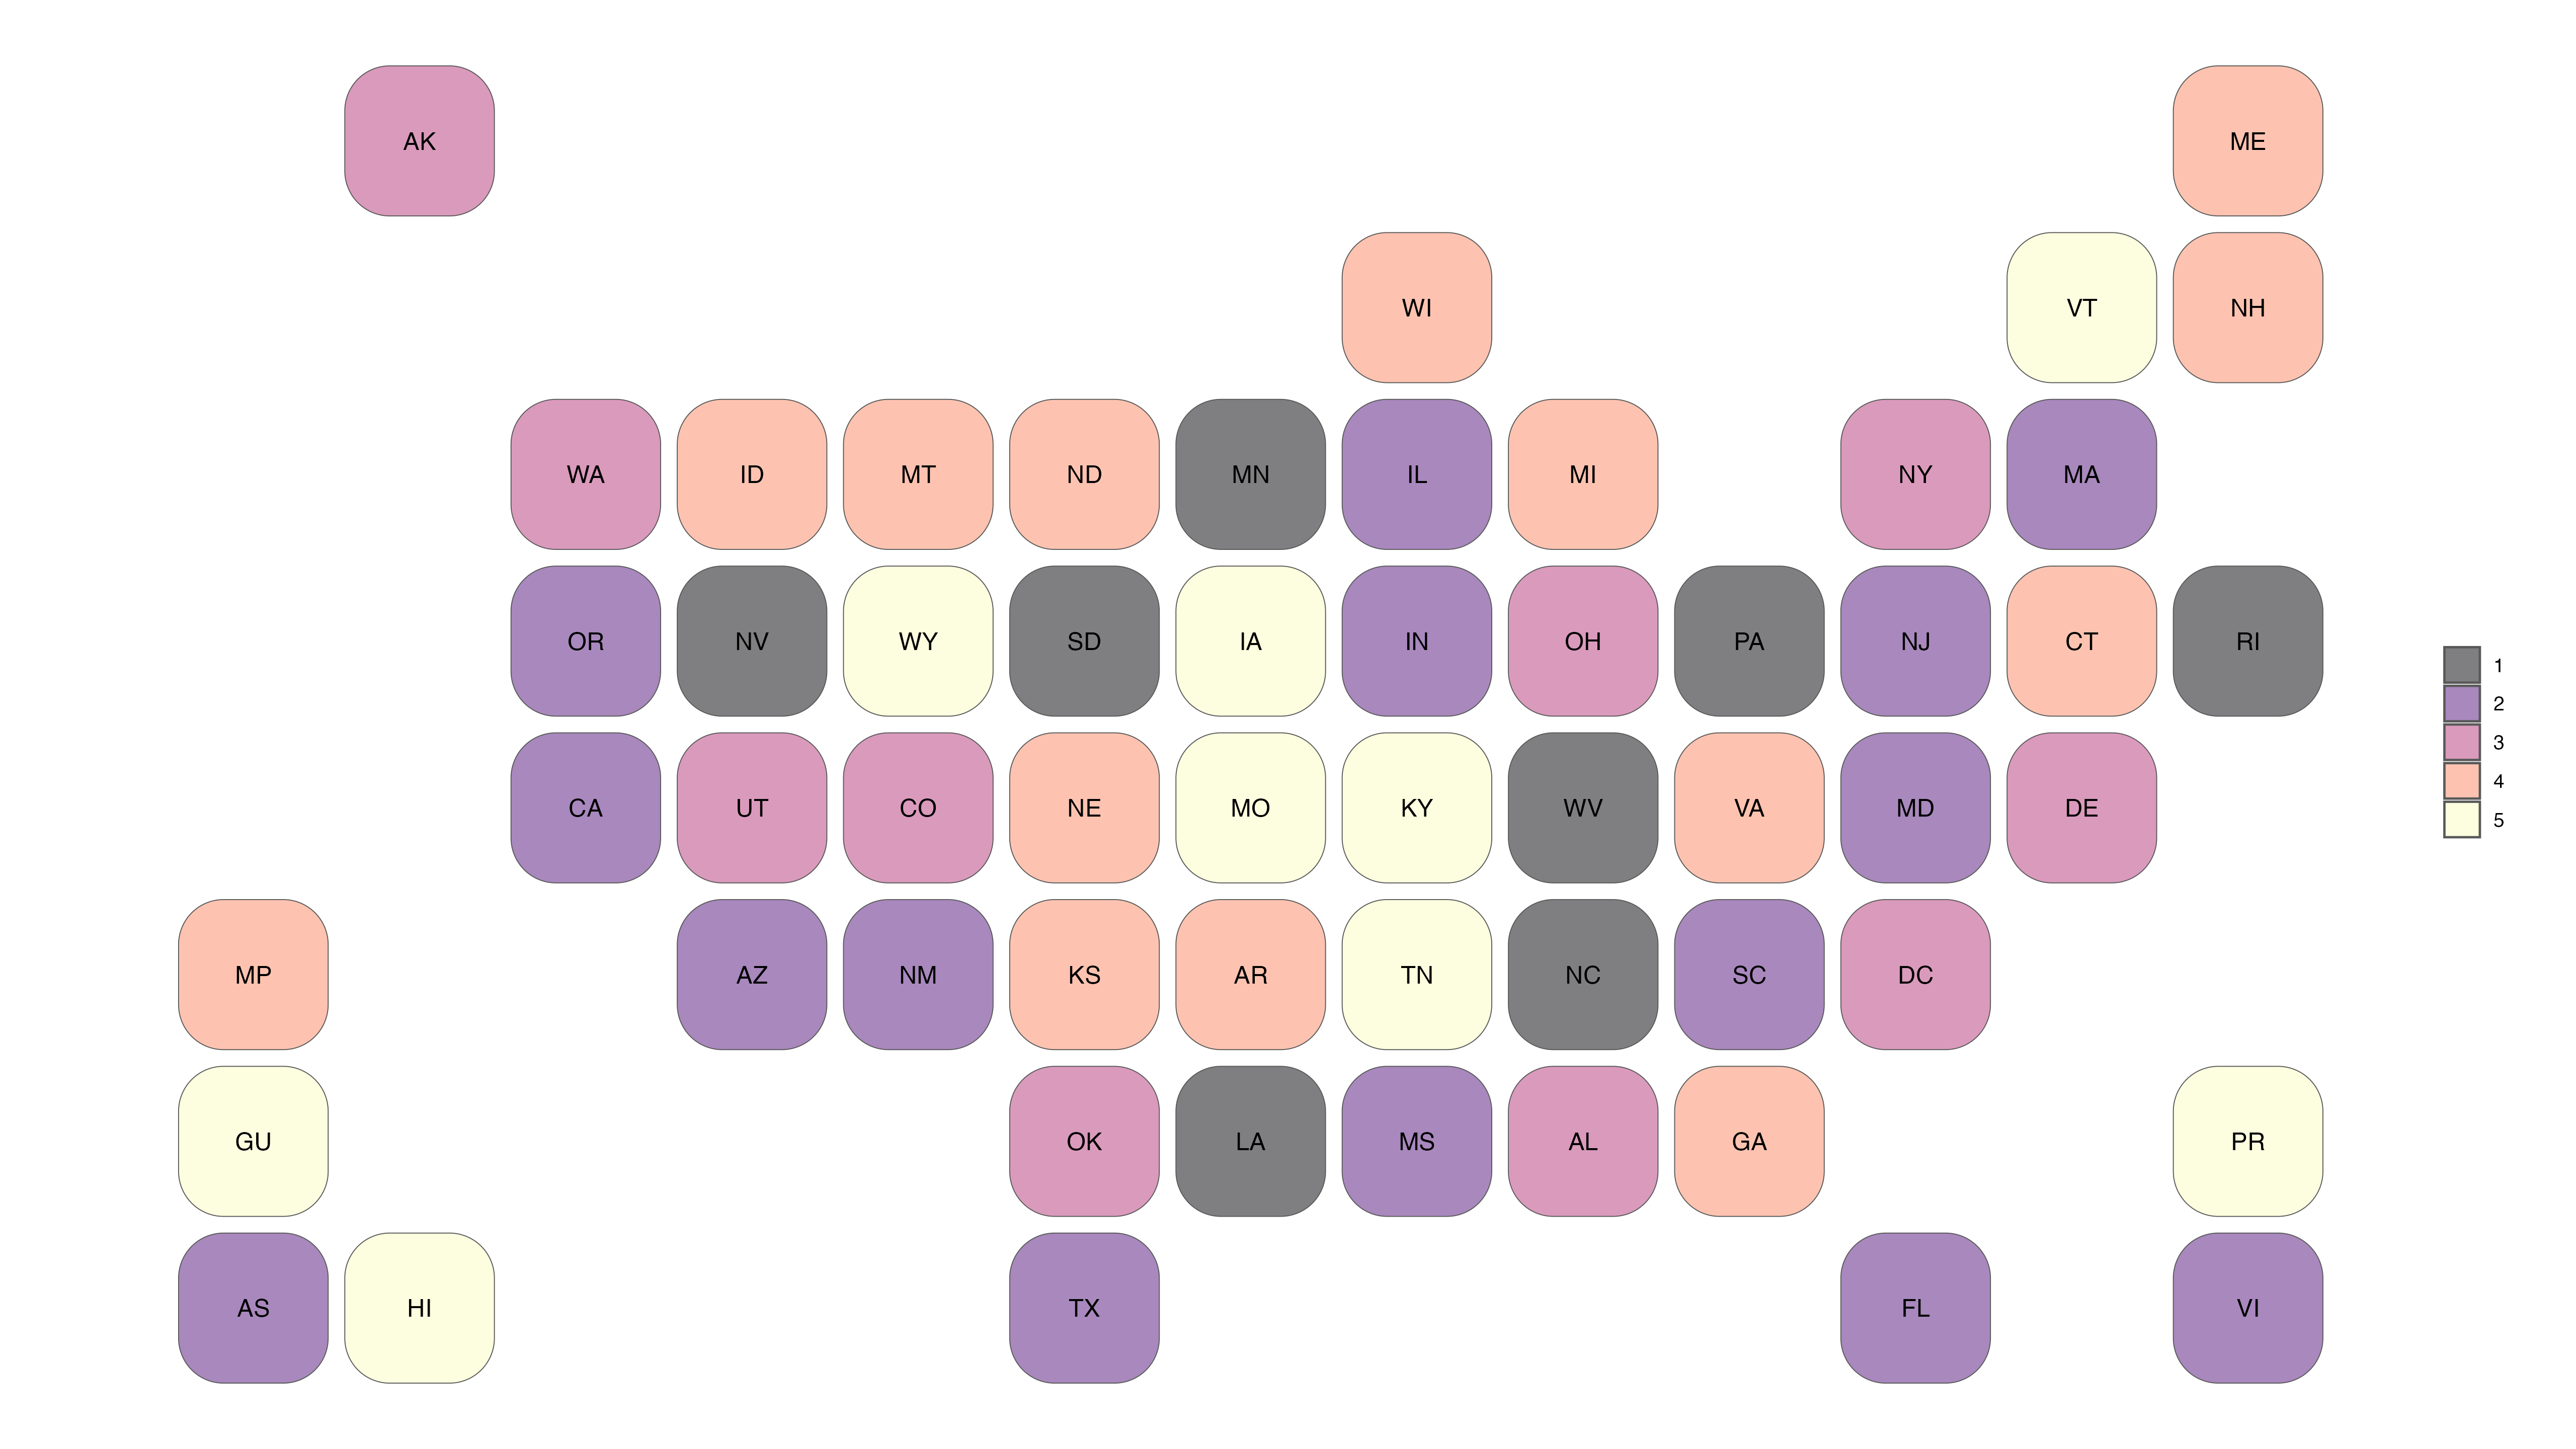 AK ME
WI VT NH
WA ID MT ND MN IL MI NY MA
OR NV WY SD IA IN OH PA NJ CT RI
CA UT CO NE MO KY WV VA MD DE
MP AZ NM KS AR TN NC SC DC
GU OK LA MS AL GA PR
AS HI TX FL VI
1
2
3
4
5